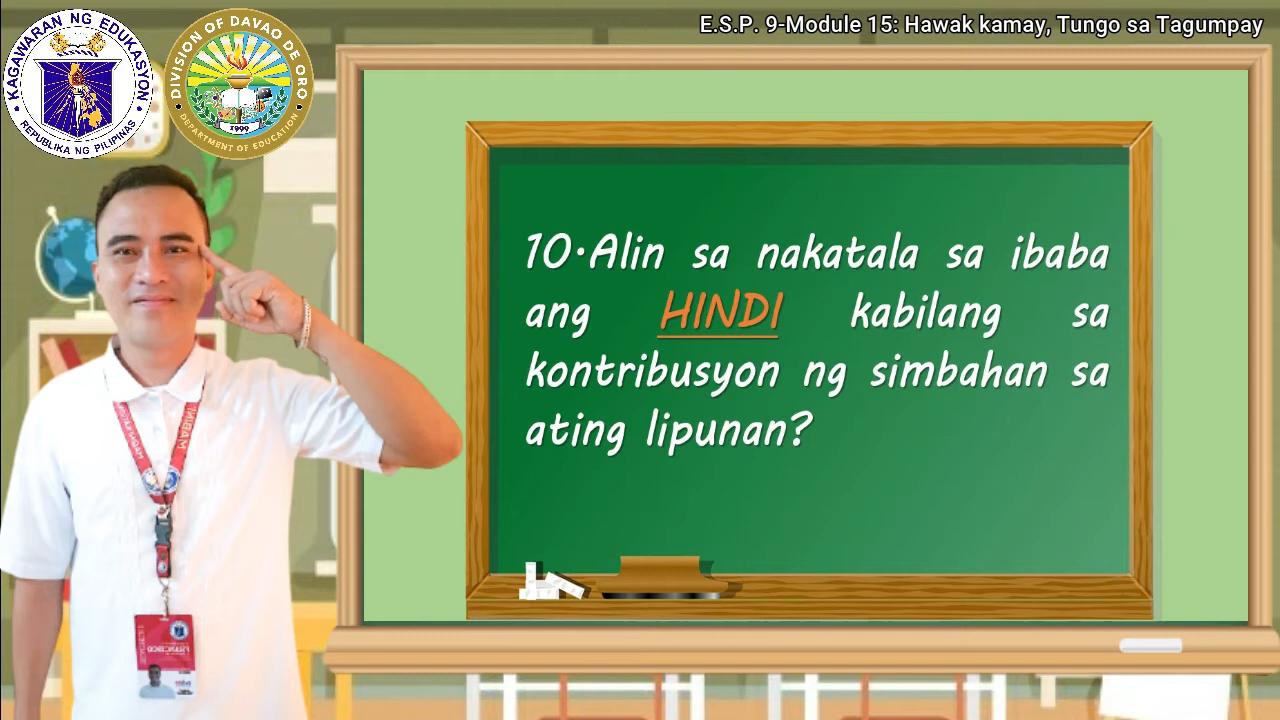 E.S.P. 9-Module 15: Hawak kamay, Tungo sa Tagumpay
KAGAWARAN NG EDUKASYON
REPUBLIKA NG PILIPINAS
DIVISION OF DAVAO DE ORO
1999
DEPARTMENT OF EDUCATION
10.Alin sa nakatala sa ibaba
ang HINDI kabilang sa
kontribusyon ng simbahan sa
ating lipunan?